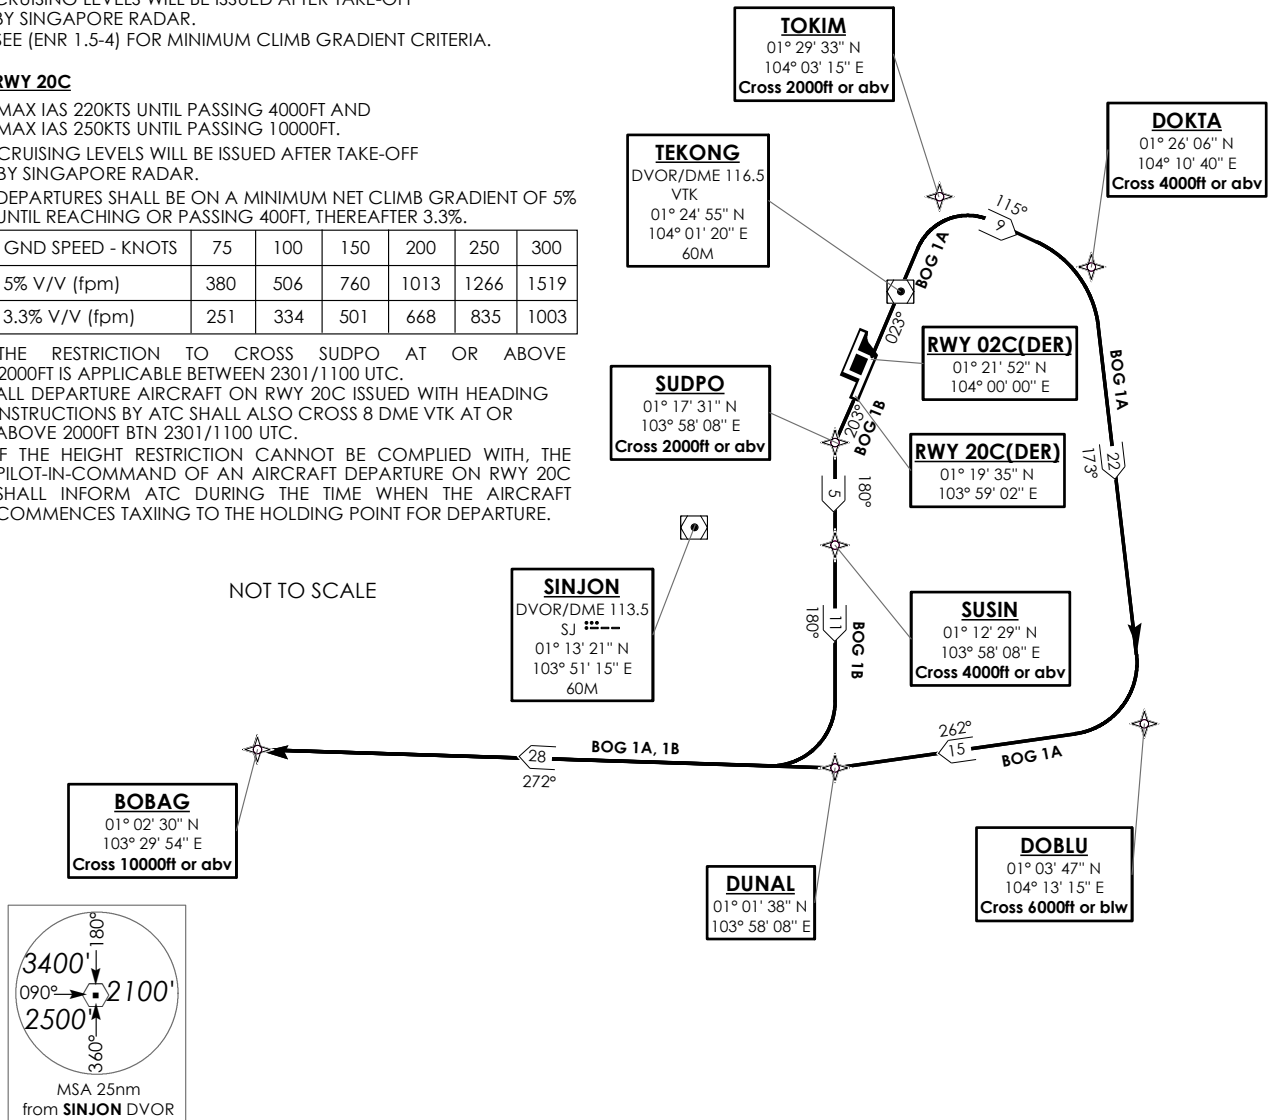 CRUISING LEVELS WILL BE ISSUED AFTER TAKE-OFF
BY SINGAPORE RADAR.
SEE (ENR 1.5-4) FOR MINIMUM CLIMB GRADIENT CRITERIA.
RWY 20C
MAX IAS 220KTS UNTIL PASSING 4000FT AND
MAX IAS 250KTS UNTIL PASSING 10000FT.
CRUISING LEVELS WILL BE ISSUED AFTER TAKE-OFF
BY SINGAPORE RADAR.
DEPARTURES SHALL BE ON A MINIMUM NET CLIMB GRADIENT OF 5%
UNTIL REACHING OR PASSING 400FT, THEREAFTER 3.3%.
GND SPEED - KNOTS 75 100 150 200 250 300
5% V/V (fpm) 380 506 760 1013 1266 1519
3.3% V/V (fpm) 251 334 501 668 835 1003
THE RESTRICTION TO CROSS SUDPO AT OR ABOVE
2000FT IS APPLICABLE BETWEEN 2301/1100 UTC.
ALL DEPARTURE AIRCRAFT ON RWY 20C ISSUED WITH HEADING
INSTRUCTIONS BY ATC SHALL ALSO CROSS 8 DME VTK AT OR
ABOVE 2000FT BTN 2301/1100 UTC.
IF THE HEIGHT RESTRICTION CANNOT BE COMPLIED WITH, THE
PILOT-IN-COMMAND OF AN AIRCRAFT DEPARTURE ON RWY 20C
SHALL INFORM ATC DURING THE TIME WHEN THE AIRCRAFT
COMMENCES TAXIING TO THE HOLDING POINT FOR DEPARTURE.
NOT TO SCALE
TOKIM
01° 29' 33" N
104° 03' 15" E
Cross 2000ft or abv
DOKTA
01° 26' 06" N
104° 10' 40" E
Cross 4000ft or abv
TEKONG
DVOR/DME 116.5
VTK
01° 24' 55" N
104° 01' 20" E
60M
115°
9
BOG 1A
023°
RWY 02C(DER)
01° 21' 52" N
104° 00' 00" E
BOG 1A
SUDPO
01° 17' 31" N
103° 58' 08" E
Cross 2000ft or abv
203°
BOG 1B
RWY 20C(DER)
01° 19' 35" N
103° 59' 02" E
22
173°
5
180°
SINJON
DVOR/DME 113.5
SJ
01° 13' 21" N
103° 51' 15" E
60M
SUSIN
01° 12' 29" N
103° 58' 08" E
Cross 4000ft or abv
11
180°
BOG 1B
262°
15
BOG 1A
BOG 1A, 1B
28
272°
BOBAG
01° 02' 30" N
103° 29' 54" E
Cross 10000ft or abv
DUNAL
01° 01' 38" N
103° 58' 08" E
DOBLU
01° 03' 47" N
104° 13' 15" E
Cross 6000ft or blw
180°
3400'
090°
2100'
2500'
360°
MSA 25nm
from SINJON DVOR